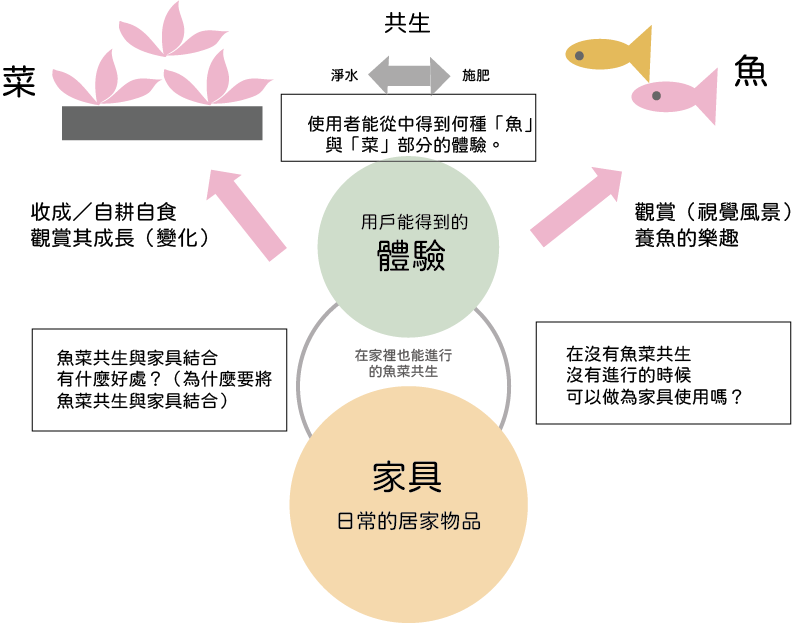 共生
菜
淨水
施肥
魚
使用者能從中得到何種「魚」
與「菜」部分的體驗。
收成／自耕自食
觀賞其成長（變化）
用戶能得到的
體驗
觀賞（視覺風景）
養魚的樂趣
魚菜共生與家具結合
有什麼好處？（為什麼要將
魚菜共生與家具結合）
在家裡也能進行
的魚菜共生
在沒有魚菜共生
沒有進行的時候
可以做為家具使用嗎？
家具
日常的居家物品